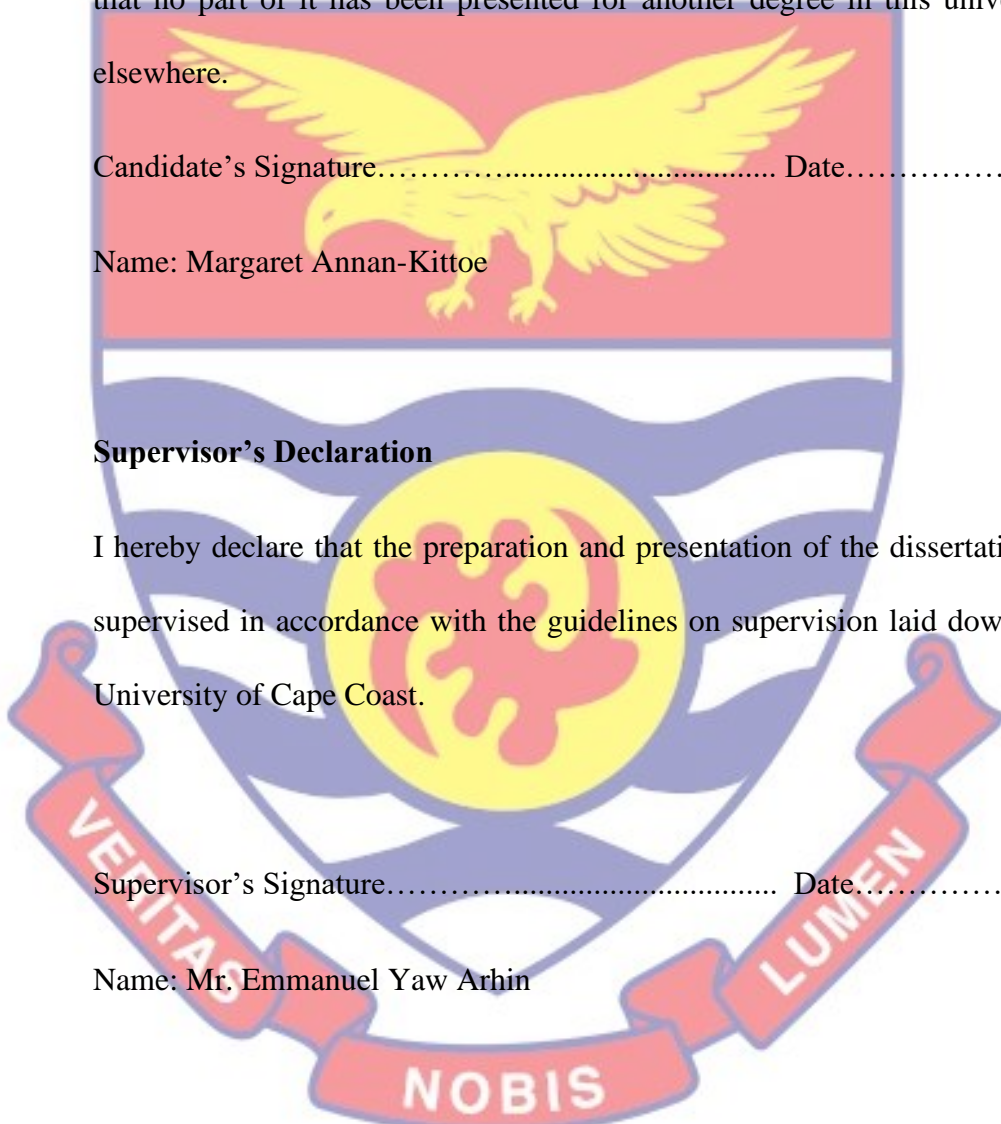 that no part of it has been presented for another degree in this unive
elsewhere.
Candidate’s Signature………….................................. Date…………….
Name: Margaret Annan-Kittoe
Supervisor’s Declaration
I hereby declare that the preparation and presentation of the dissertati
supervised in accordance with the guidelines on supervision laid dow
University of Cape Coast.
Supervisor’s Signature………….................................. Date…………….
Name: Mr. Emmanuel Yaw Arhin
VERITAS
NOBIS
LUMEN